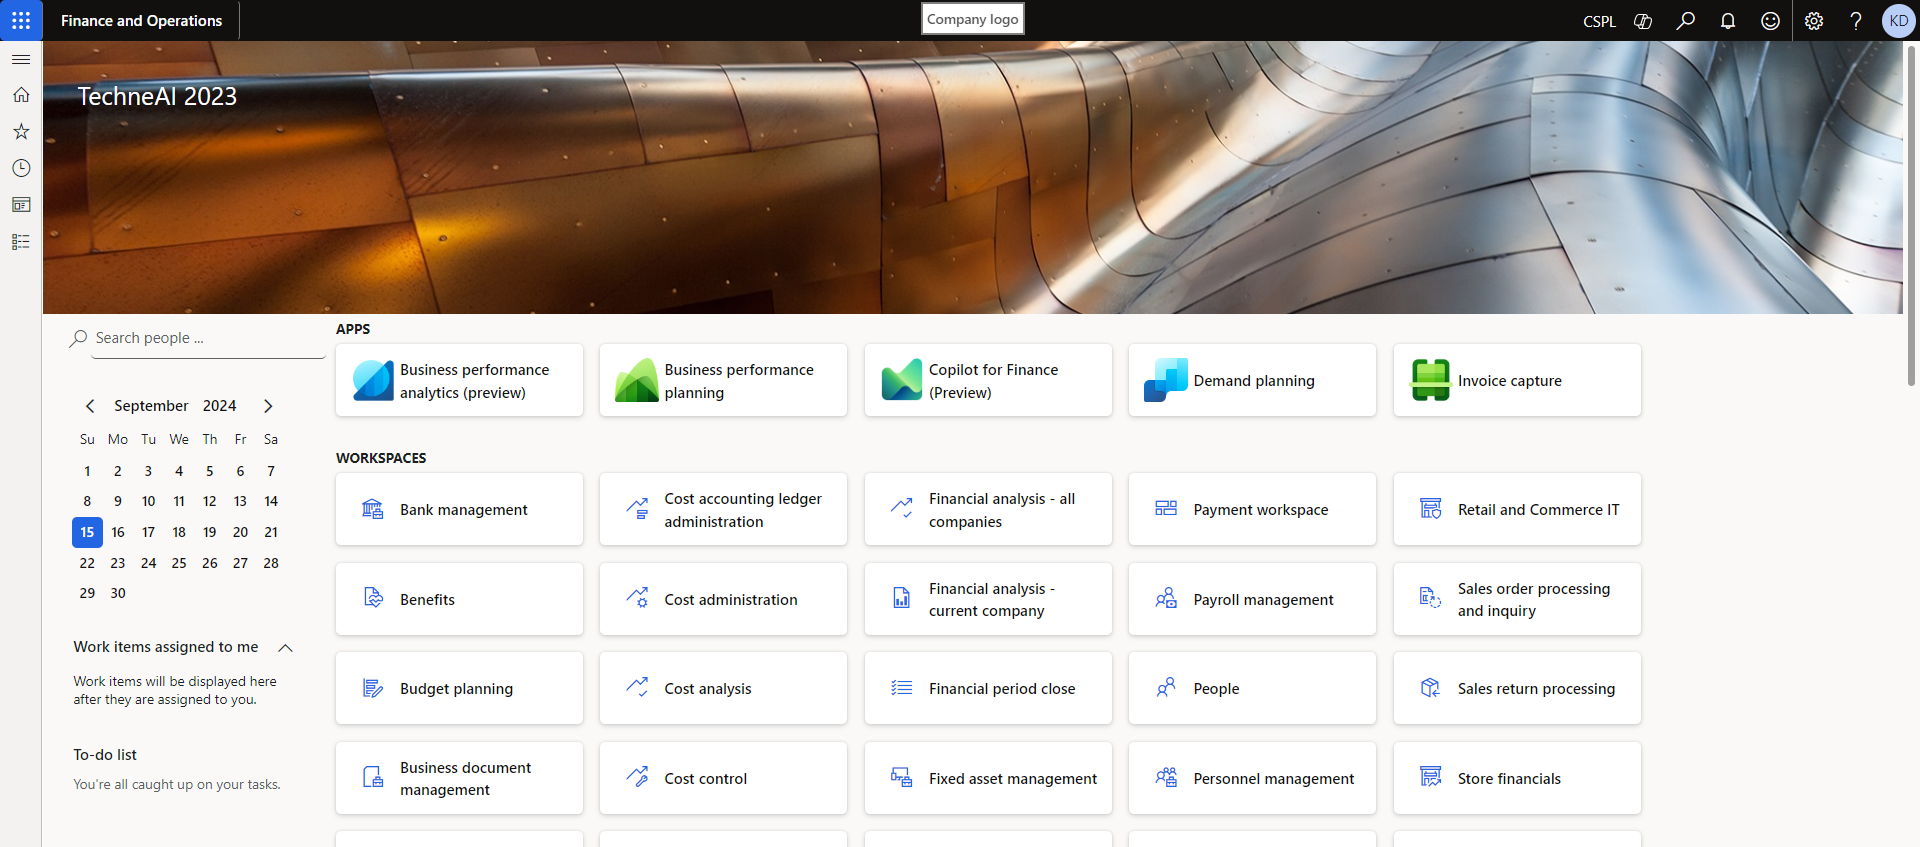 Finance and Operations
Company logo
CSPL
KD
TechneAI 2023
Search people ...
September 2024
Su Mo Tu We Th Fr Sa
1 2 3 4 5 6 7
8 9 10 11 12 13 14
15 16 17 18 19 20 21
22 23 24 25 26 27 28
29 30
Work items assigned to me
Work items will be displayed here
after they are assigned to you.
To-do list
You're all caught up on your tasks.
APPS
Business performance
analytics (preview)
Business performance
planning
Copilot for Finance
(Preview)
Demand planning
Invoice capture
WORKSPACES
Bank management
Cost accounting ledger
administration
Financial analysis - all
companies
Payment workspace
Retail and Commerce IT
Benefits
Cost administration
Financial analysis -
current company
Payroll management
Sales order processing
and inquiry
Budget planning
Cost analysis
Financial period close
People
Sales return processing
Business document
management
Cost control
Fixed asset management
Personnel management
Store financials